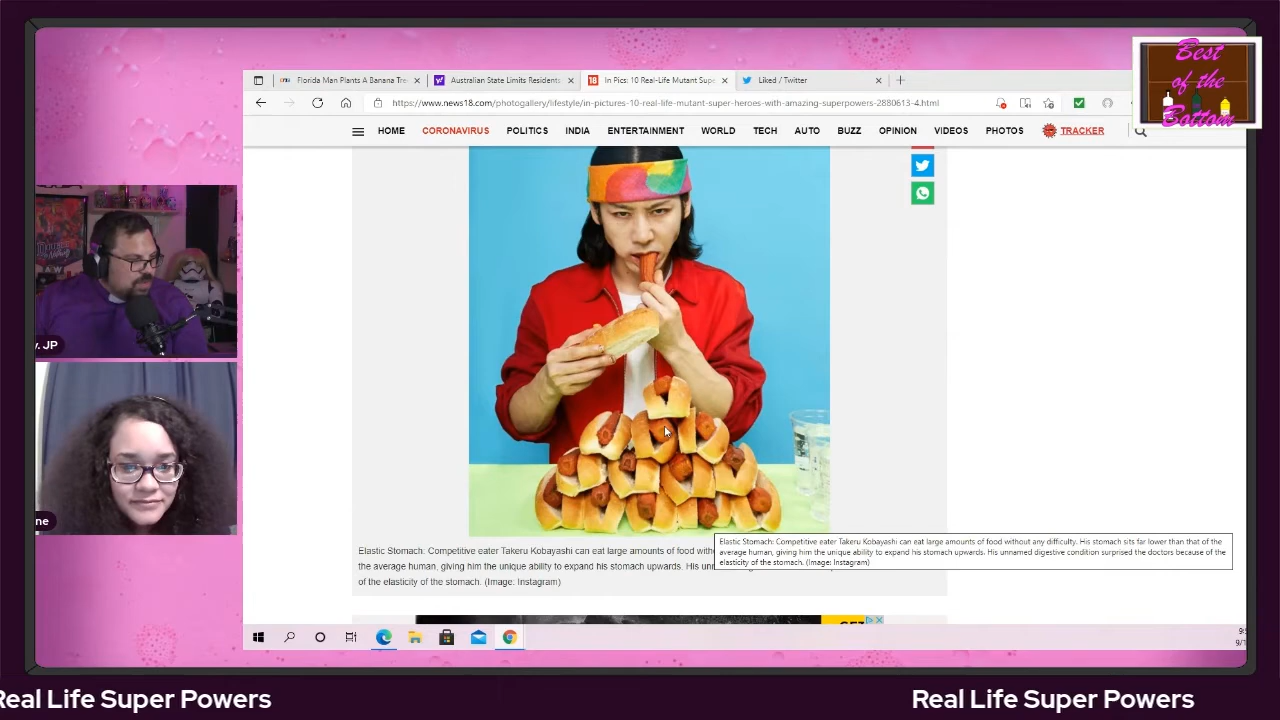 Best
of the
Bottom
Florida Man Plants A Banana Tre
Australian State Limits Resident
In Pics: 10 Real-Life Mutant Supe
Liked / Twitter
https://www.news18.com/photogallery/lifestyle/in-pictures-10-real-life-mutant-super-heroes-with-amazing-superpowers-2880613-4.html
HOME CORONAVIRUS POLITICS INDIA ENTERTAINMENT WORLD TECH AUTO BUZZ OPINION VIDEOS PHOTOS TRACKER
. JP
ne
Elastic Stomach: Competitive eater Takeru Kobayashi can eat large amounts of food
the average human, giving him the unique ability to expand his stomach upwards. His
of the elasticity of the stomach. (Image: Instagram)
Elastic Stomach: Competitive eater Takeru Kobayashi can eat large amounts of food without any difficulty. His stomach sits far lower than that of the
average human, giving him the unique ability to expand his stomach upwards. His unnamed digestive condition surprised the doctors because of the
elasticity of the stomach. (Image: Instagram)
Real Life Super Powers
Real Life Super Powers